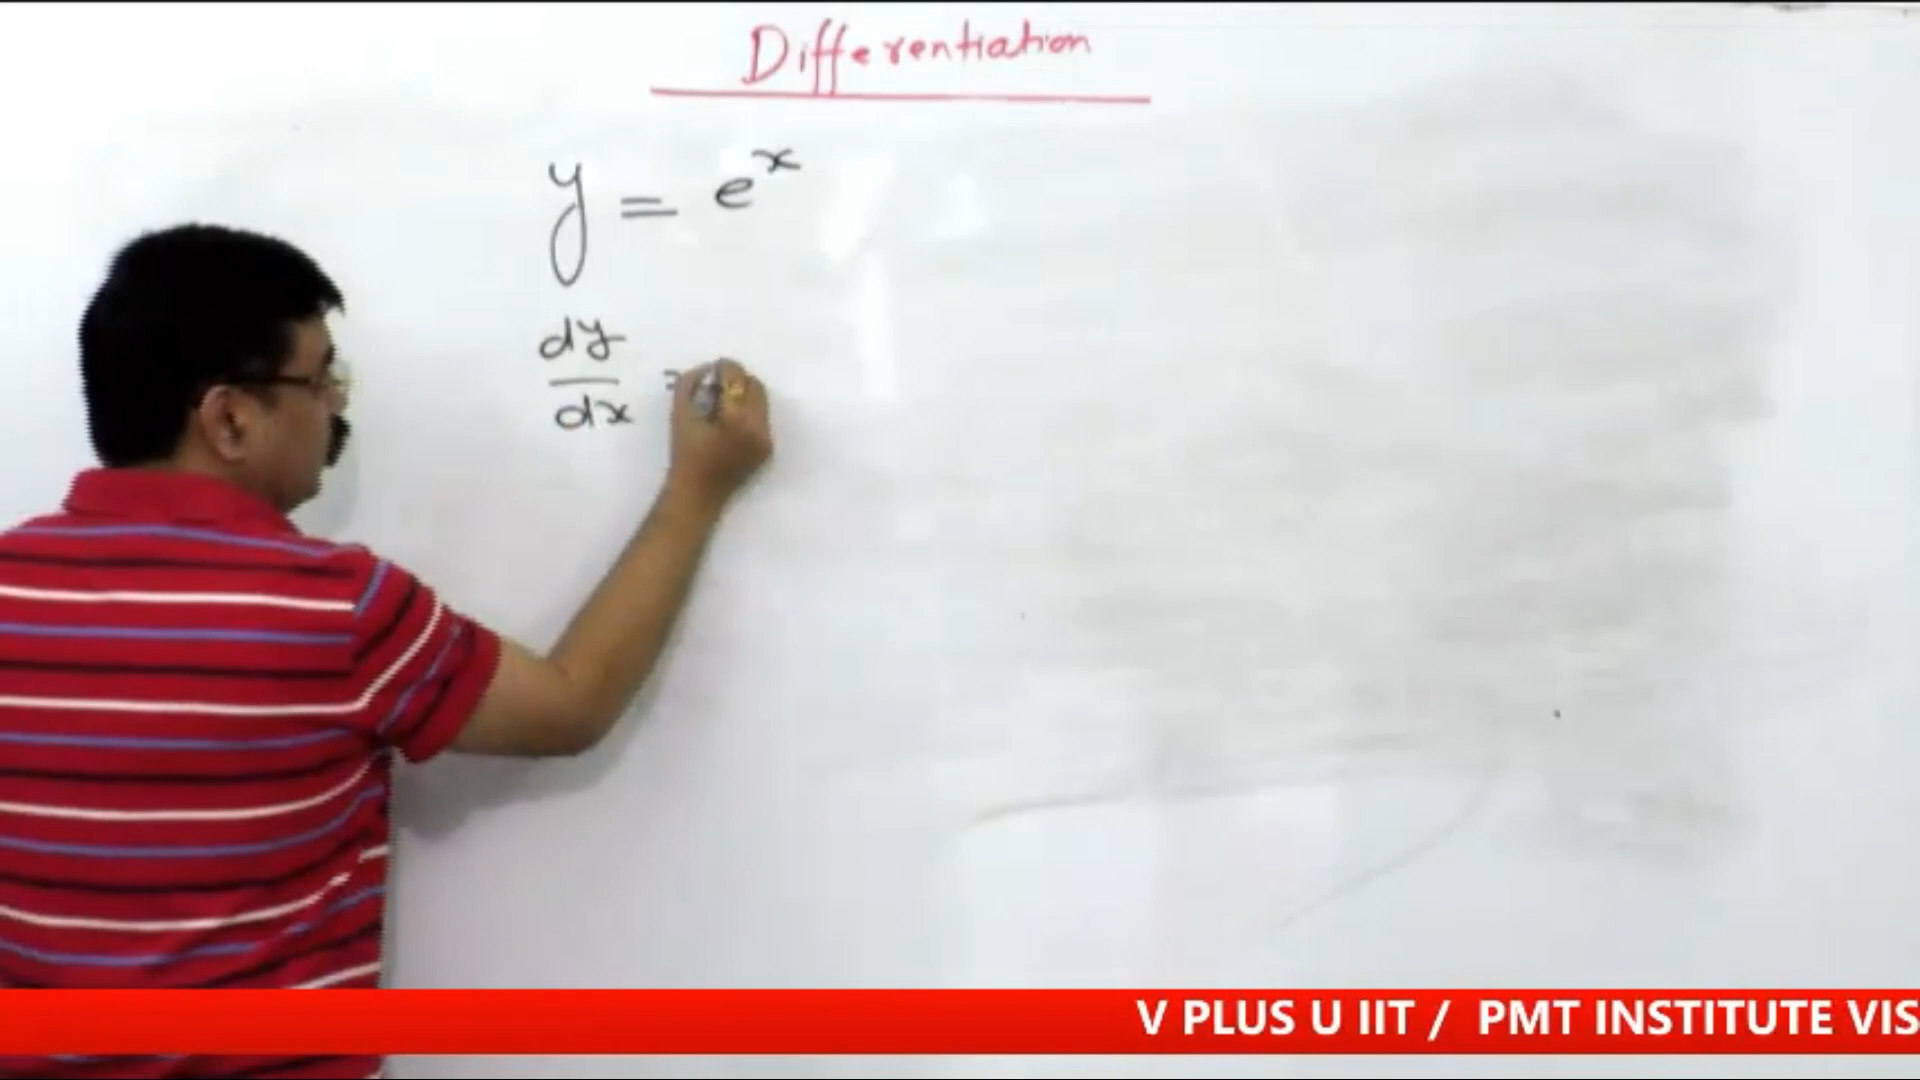 Differentiation
y = e^x
dy/dx =
V PLUS U IIT / PMT INSTITUTE VIS